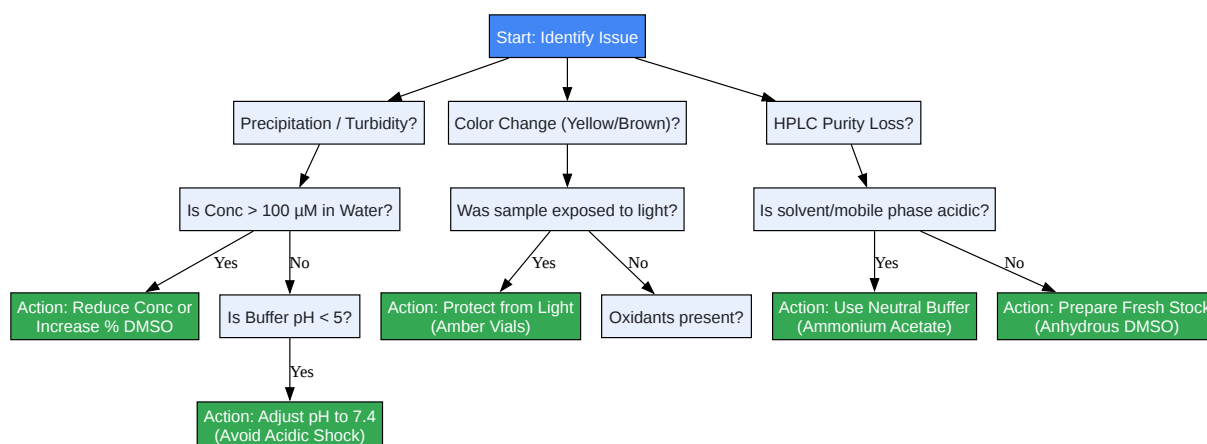 Start: Identify Issue
Precipitation / Turbidity?
Color Change (Yellow/Brown)?
HPLC Purity Loss?
Is Conc > 100 µM in Water?
Was sample exposed to light?
Is solvent/mobile phase acidic?
Yes
No
Yes
No
Yes
No
Action: Reduce Conc or
Increase % DMSO
Is Buffer pH < 5?
Action: Protect from Light
(Amber Vials)
Oxidants present?
Action: Use Neutral Buffer
(Ammonium Acetate)
Action: Prepare Fresh Stock
(Anhydrous DMSO)
Yes
Action: Adjust pH to 7.4
(Avoid Acidic Shock)